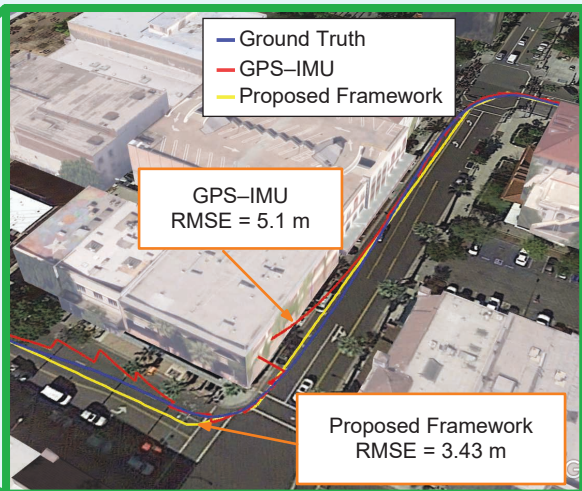 Ground Truth
GPS–IMU
Proposed Framework
GPS–IMU
RMSE = 5.1 m
Proposed Framework
RMSE = 3.43 m